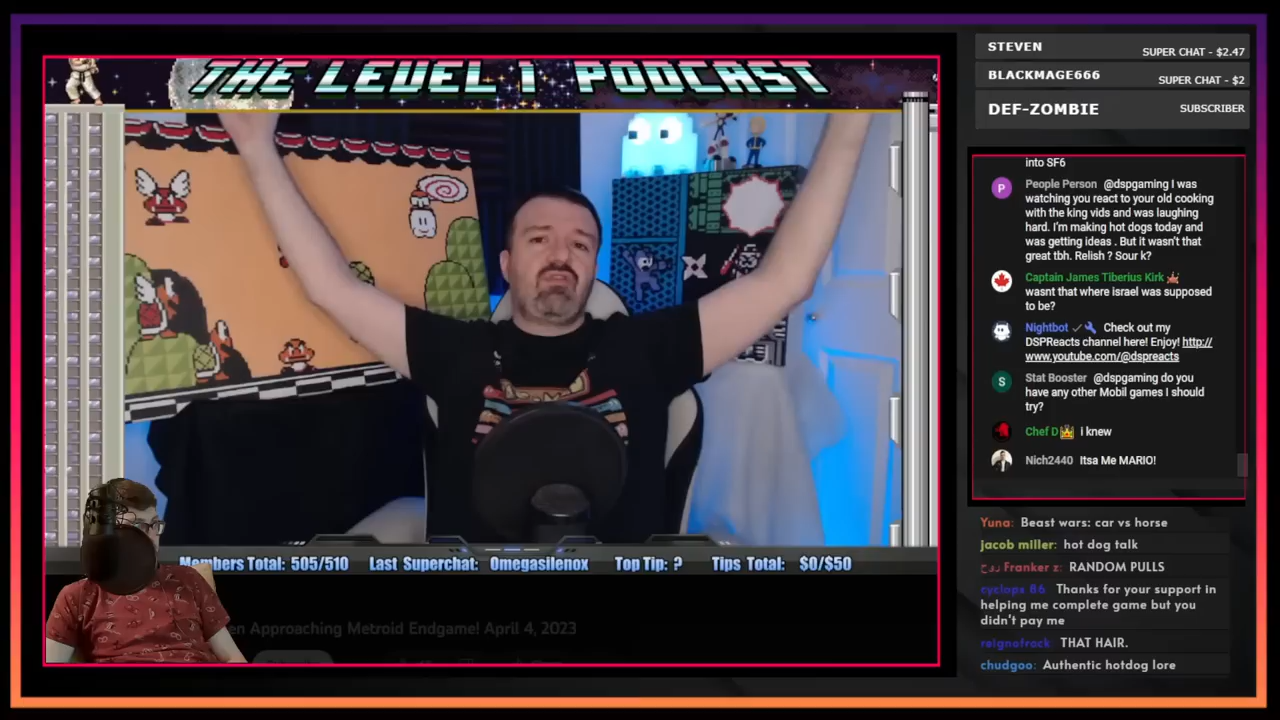 THE LEVEL 1 PODCAST
Members Total: 505/510 Last Superchat: Omegasilenox Top Tip: ? Tips Total: $0/$50
en Approaching Metroid Endgame! April 4, 2023
STEVEN SUPER CHAT - $2.47
BLACKMAGE666 SUPER CHAT - $2
DEF-ZOMBIE SUBSCRIBER
into SF6
People Person @dspgaming I was
watching you react to your old cooking
with the king vids and was laughing
hard. I'm making hot dogs today and
was getting ideas . But it wasn't that
great tbh. Relish ? Sour k?
Captain James Tiberius Kirk
wasnt that where israel was supposed
to be?
Nightbot Check out my
DSPReacts channel here! Enjoy! http://
www.youtube.com/@dspreacts
Stat Booster @dspgaming do you
have any other Mobil games I should
try?
Chef D i knew
Nich2440 Itsa Me MARIO!
Yuna: Beast wars: car vs horse
jacob miller: hot dog talk
Franker z: RANDOM PULLS
cyclops 86 Thanks for your support in
helping me complete game but you
didn't pay me
reignofrock THAT HAIR.
chudgoo: Authentic hotdog lore